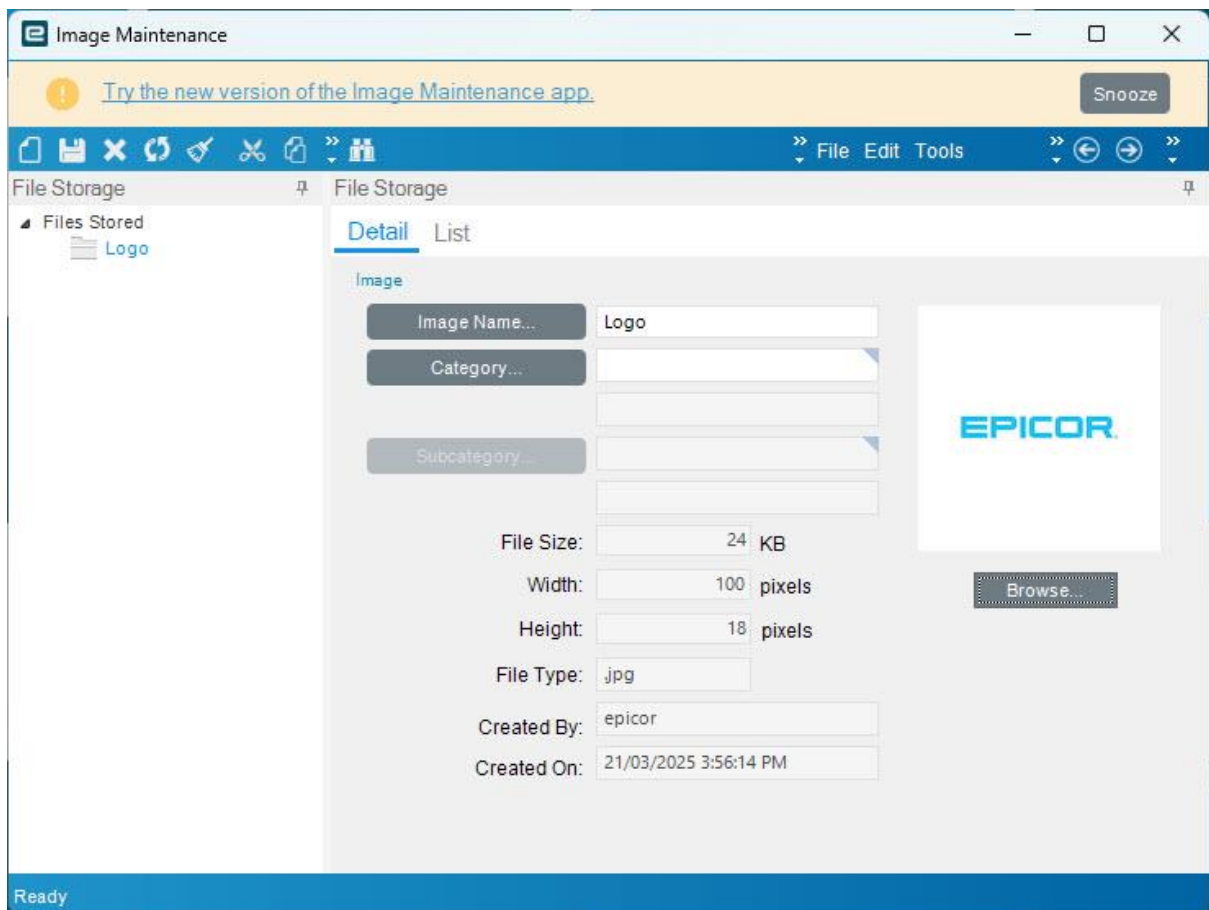 Image Maintenance
Try the new version of the Image Maintenance app.
Snooze
File Edit Tools
File Storage
File Storage
Files Stored
Logo
Detail List
Image
Image Name... Logo
Category...
EPICOR.
Subcategory...
File Size: 24 KB
Width: 100 pixels
Browse...
Height: 18 pixels
File Type: .jpg
Created By: epicor
Created On: 21/03/2025 3:56:14 PM
Ready